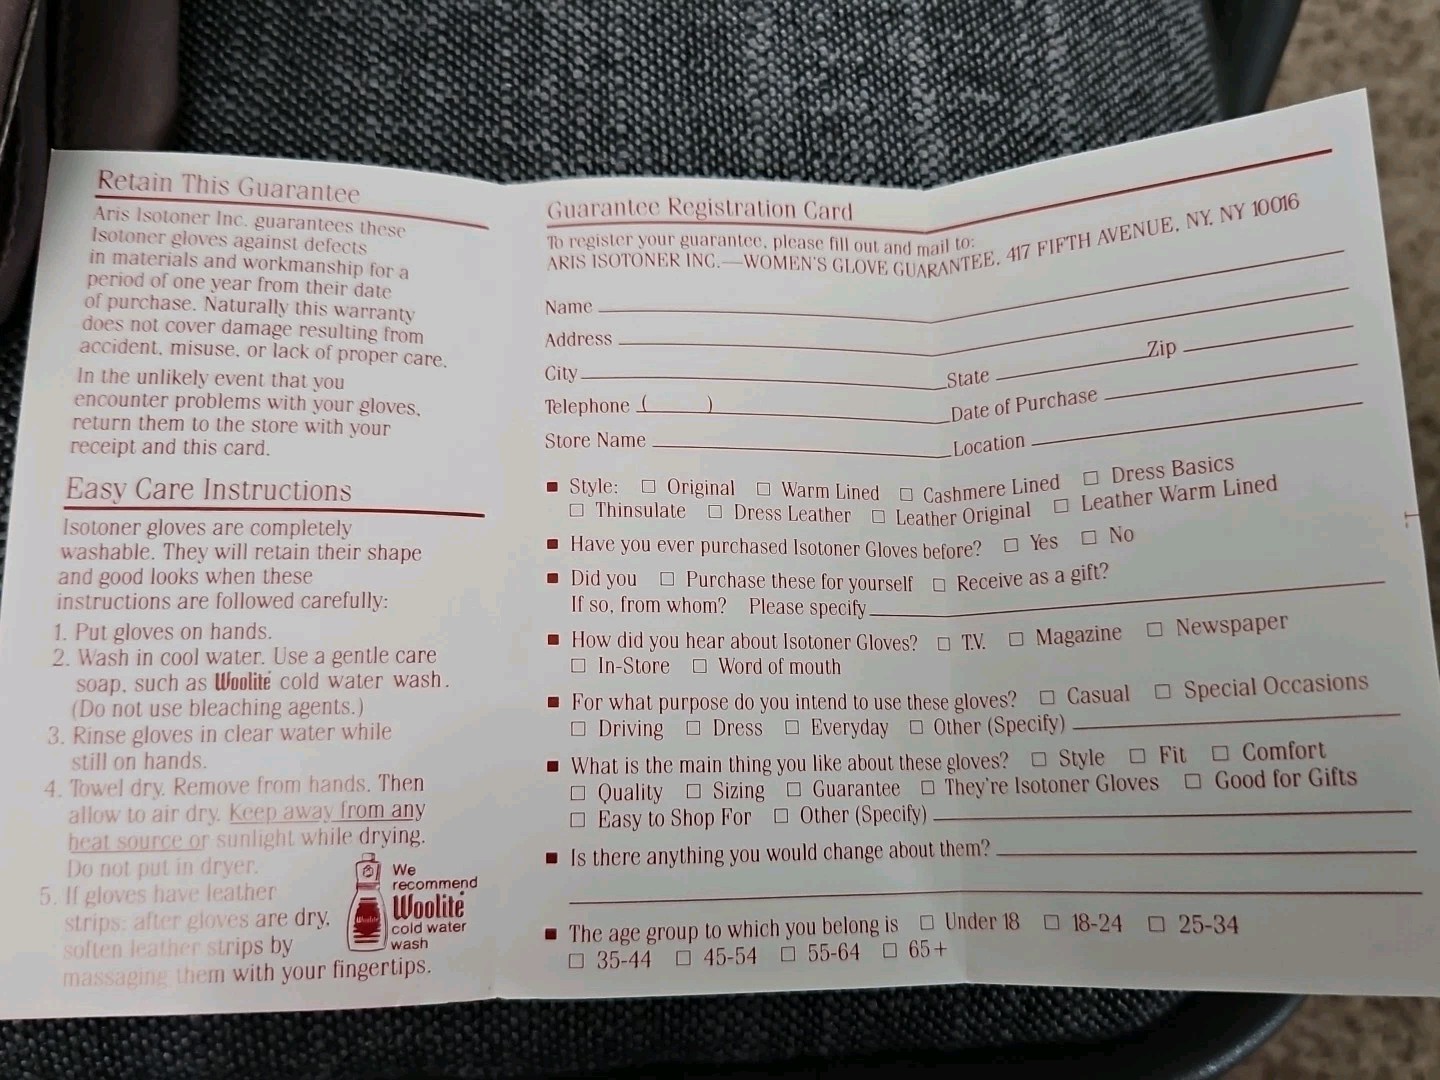 Retain This Guarantee
Aris Isotoner Inc. guarantees these
Isotoner gloves against defects
in materials and workmanship for a
period of one year from their date
of purchase. Naturally this warranty
does not cover damage resulting from
accident, misuse, or lack of proper care.
In the unlikely event that you
encounter problems with your gloves,
return them to the store with your
receipt and this card.
Easy Care Instructions
Isotoner gloves are completely
washable. They will retain their shape
and good looks when these
instructions are followed carefully:
1. Put gloves on hands.
2. Wash in cool water. Use a gentle care
soap, such as Woolite cold water wash.
(Do not use bleaching agents.)
3. Rinse gloves in clear water while
still on hands.
4. Towel dry. Remove from hands. Then
allow to air dry. Keep away from any
heat source or sunlight while drying.
Do not put in dryer.
5. If gloves have leather
strips: after gloves are dry,
soften leather strips by
massaging them with your fingertips.
Woolite
We
recommend
Woolite
cold water
wash
Guarantee Registration Card
To register your guarantee, please fill out and mail to:
ARIS ISOTONER INC.—WOMEN'S GLOVE GUARANTEE, 417 FIFTH AVENUE, NY, NY 10016
Name
Address
City State Zip
Telephone ( ) Date of Purchase
Store Name Location
■ Style: □ Original □ Warm Lined □ Cashmere Lined □ Dress Basics
□ Thinsulate □ Dress Leather □ Leather Original □ Leather Warm Lined
■ Have you ever purchased Isotoner Gloves before? □ Yes □ No
■ Did you □ Purchase these for yourself □ Receive as a gift?
If so, from whom? Please specify
■ How did you hear about Isotoner Gloves? □ T.V. □ Magazine □ Newspaper
□ In-Store □ Word of mouth
■ For what purpose do you intend to use these gloves? □ Casual □ Special Occasions
□ Driving □ Dress □ Everyday □ Other (Specify)
■ What is the main thing you like about these gloves? □ Style □ Fit □ Comfort
□ Quality □ Sizing □ Guarantee □ They're Isotoner Gloves □ Good for Gifts
□ Easy to Shop For □ Other (Specify)
■ Is there anything you would change about them?
■ The age group to which you belong is □ Under 18 □ 18-24 □ 25-34
□ 35-44 □ 45-54 □ 55-64 □ 65+